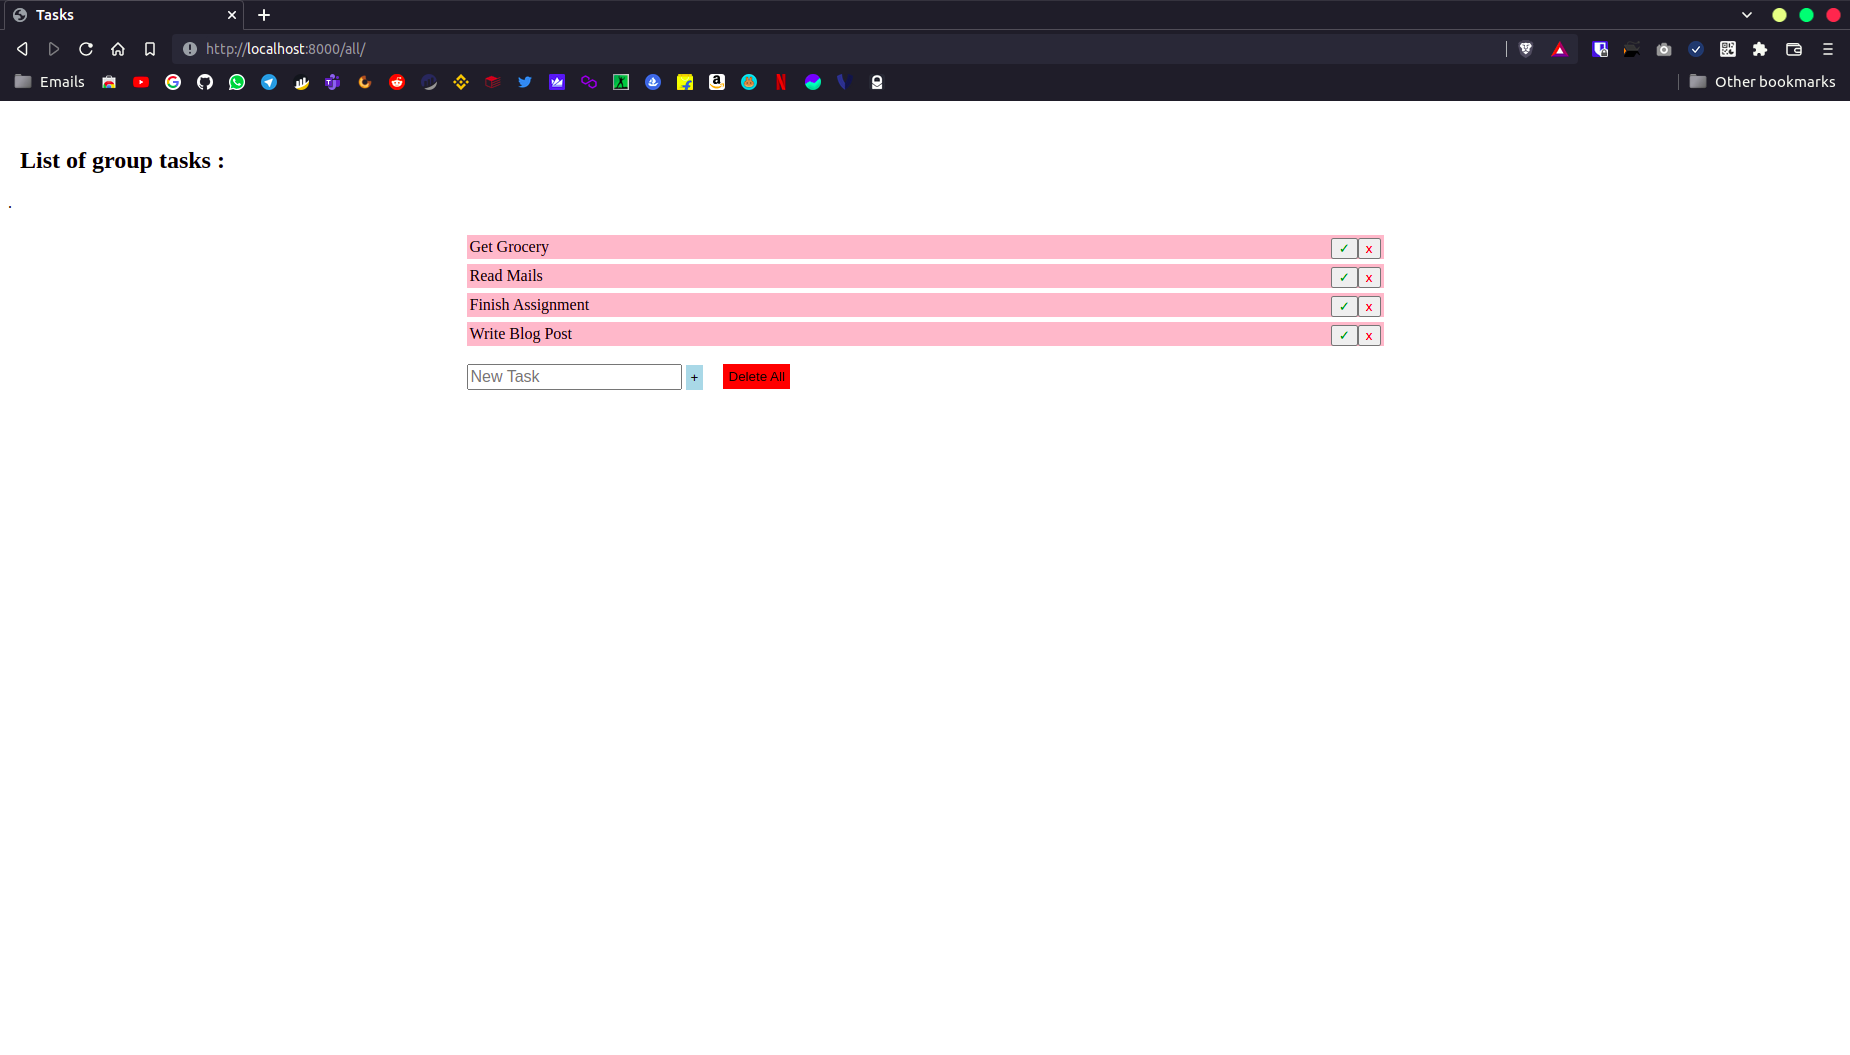 Tasks
http://localhost:8000/all/
Emails
Other bookmarks
List of group tasks :
.
Get Grocery ✓ x
Read Mails ✓ x
Finish Assignment ✓ x
Write Blog Post ✓ x
New Task + Delete All